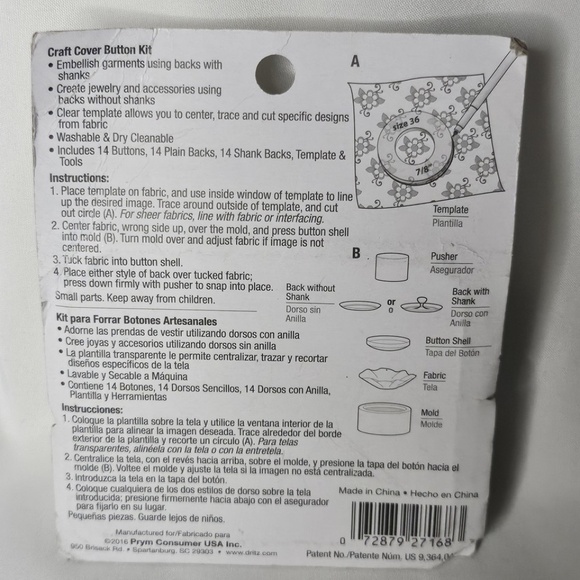 Craft Cover Button Kit
• Embellish garments using backs with
shanks
• Create jewelry and accessories using
backs without shanks
• Clear template allows you to center, trace and cut specific designs
from fabric
• Washable & Dry Cleanable
• Includes 14 Buttons, 14 Plain Backs, 14 Shank Backs, Template &
Tools
Instructions:
1. Place template on fabric, and use inside window of template to line
up the desired image. Trace around outside of template, and cut
out circle (A). For sheer fabrics, line with fabric or interfacing.
2. Center fabric, wrong side up, over the mold, and press button shell
into mold (B). Turn mold over and adjust fabric if image is not
centered.
3. Tuck fabric into button shell.
4. Place either style of back over tucked fabric;
press down firmly with pusher to snap into place.
Small parts. Keep away from children.
Kit para Forrar Botones Artesanales
• Adorne las prendas de vestir utilizando dorsos con anilla
• Cree joyas y accesorios utilizando dorsos sin anilla
• La plantilla transparente le permite centralizar, trazar y recortar
diseños específicos de la tela
• Lavable y Secable a Máquina
• Contiene 14 Botones, 14 Dorsos Sencillos, 14 Dorsos con Anilla,
Plantilla y Herramientas
Instrucciones:
1. Coloque la plantilla sobre la tela y utilice la ventana interior de la
plantilla para alinear la imagen deseada. Trace alrededor del borde
exterior de la plantilla y recorte un círculo (A). Para telas
transparentes, alinéela con la tela o con la entretela.
2. Centralice la tela, con el revés hacia arriba, sobre el molde, y presione la tapa del botón hacia el
molde (B). Voltee el molde y ajuste la tela si la imagen no está centralizada.
3. Introduzca la tela en la tapa del botón.
4. Coloque cualquiera de los dos estilos de dorso sobre la tela
introducida; presione firmemente hacia abajo con el asegurador
para fijarlo en su lugar.
Pequeñas piezas. Guarde lejos de niños.
Manufactured for/Fabricado para:
©2016 Prym Consumer USA Inc.
950 Brisack Rd. • Spartanburg, SC 29303 • www.dritz.com
A
size 36
7/8"
Template
Plantilla
B
Pusher
Asegurador
Back without
Shank
Dorso sin
Anilla
or
o
Back with
Shank
Dorso con
Anilla
Button Shell
Tapa del Botón
Fabric
Tela
Mold
Molde
Made in China • Hecho en China
0 72879 27168
Patent No./Patente Núm. US 9,364,0